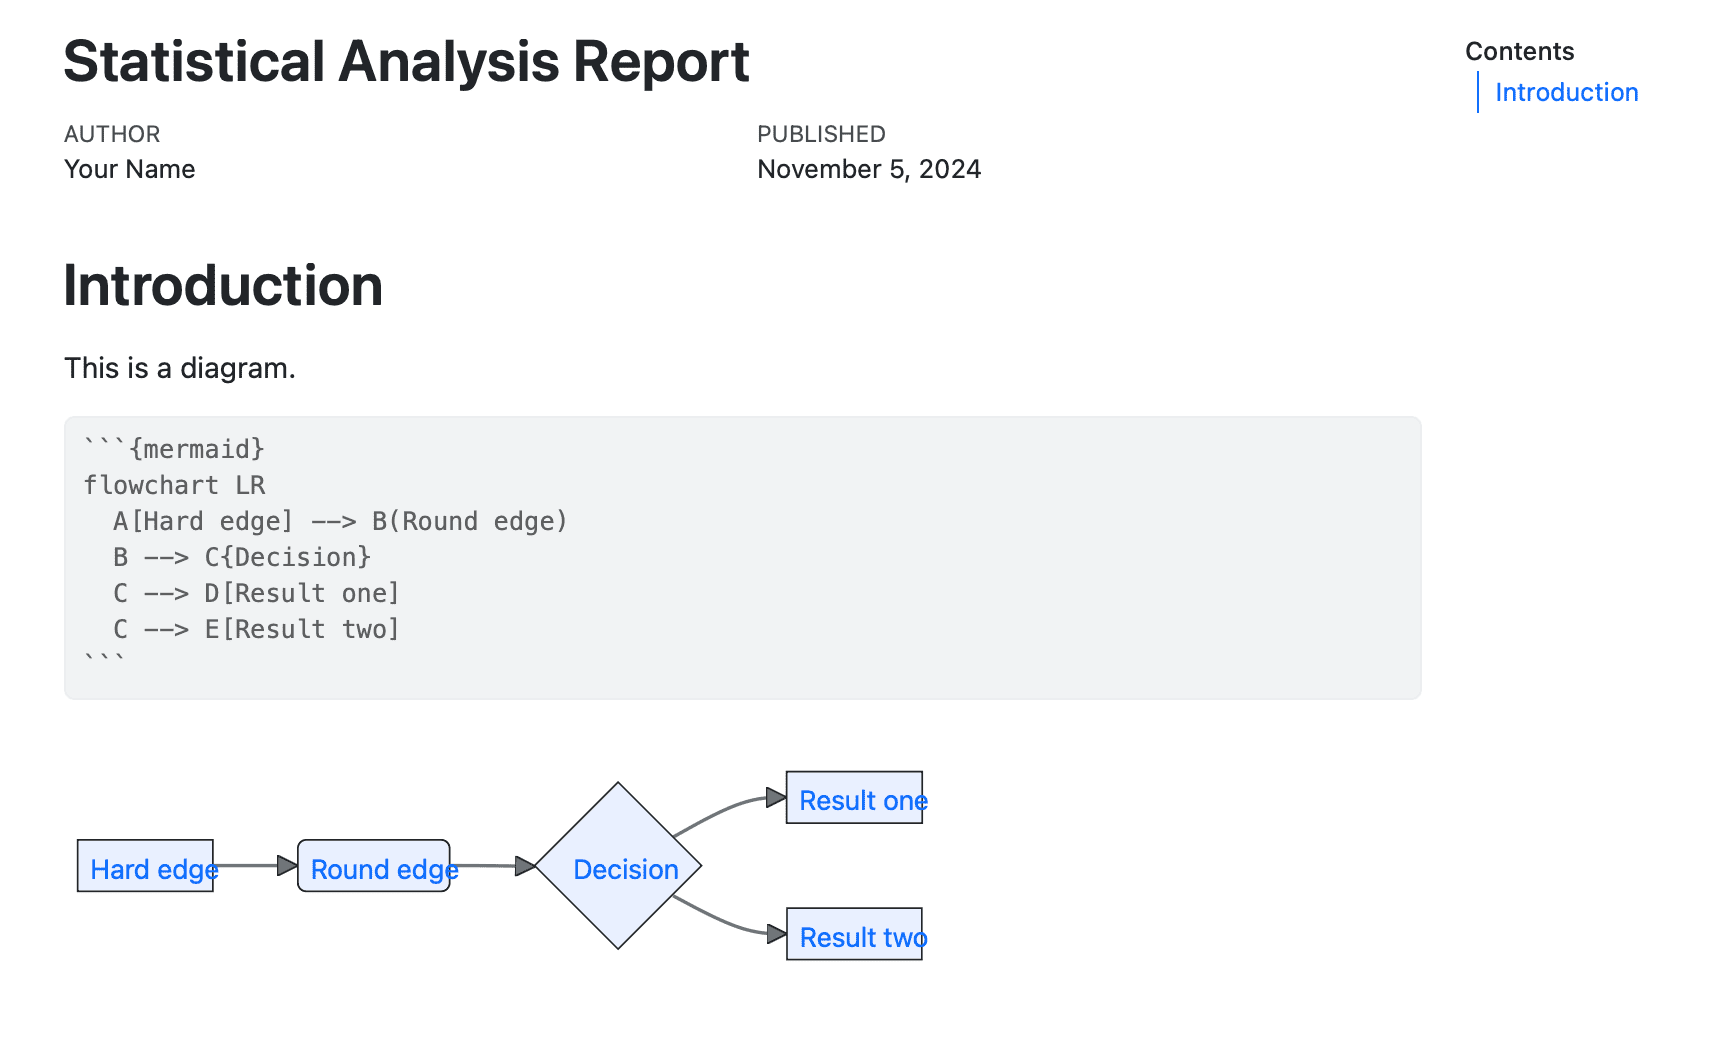 Statistical Analysis Report
AUTHOR
Your Name
PUBLISHED
November 5, 2024
Contents
Introduction
Introduction
This is a diagram.
```{mermaid}
flowchart LR
  A[Hard edge] --> B(Round edge)
  B --> C{Decision}
  C --> D[Result one]
  C --> E[Result two]
```
Hard edge
Round edge
Decision
Result one
Result two